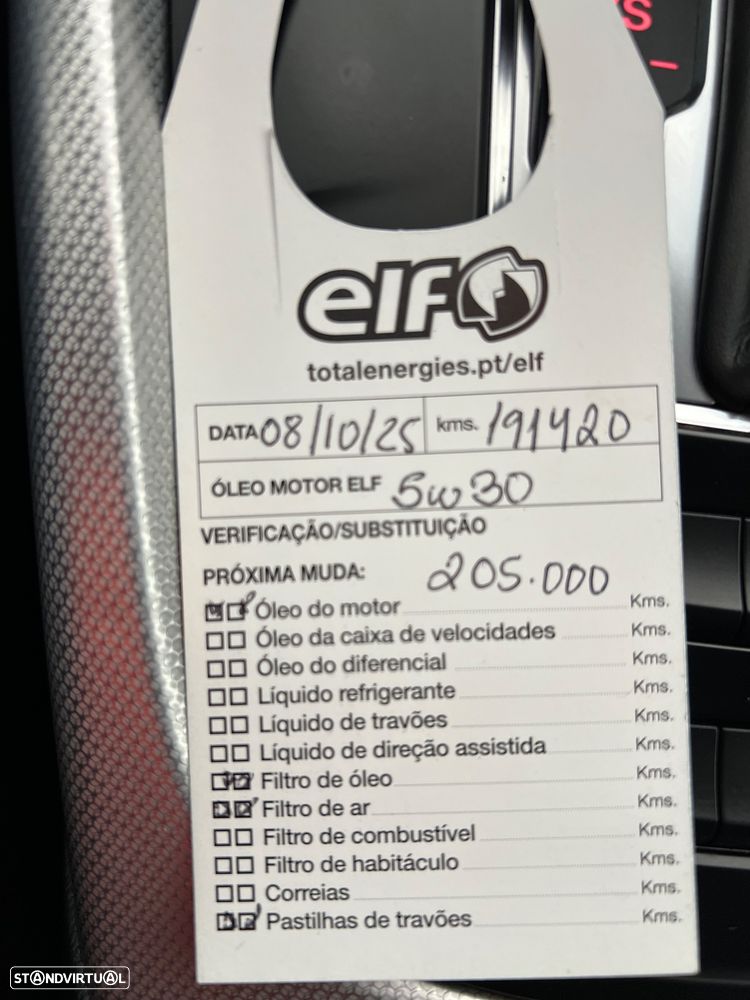 S
elf
totalenergies.pt/elf
DATA 08/10/25 kms. 191420
ÓLEO MOTOR ELF 5w30
VERIFICAÇÃO/SUBSTITUIÇÃO
PRÓXIMA MUDA: 205.000
Óleo do motor Kms.
Óleo da caixa de velocidades Kms.
Óleo do diferencial Kms.
Líquido refrigerante Kms.
Líquido de travões Kms.
Líquido de direção assistida Kms.
Filtro de óleo Kms.
Filtro de ar Kms.
Filtro de combustível Kms.
Filtro de habitáculo Kms.
Correias Kms.
Pastilhas de travões Kms.
STANDVIRTUAL